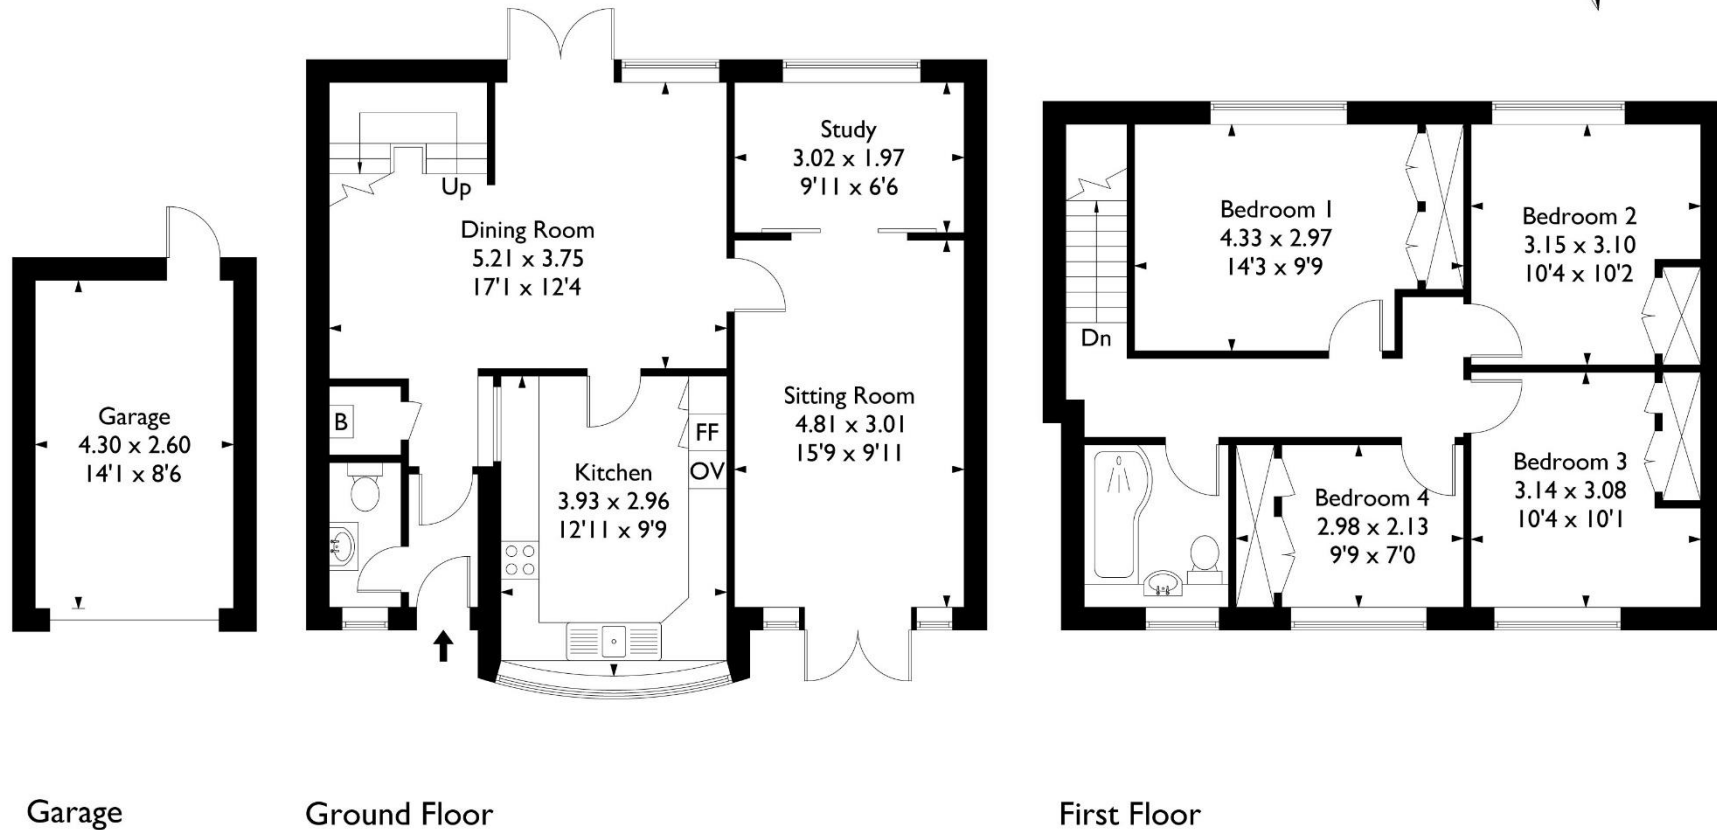 Garage
4.30 x 2.60
14'1 x 8'6
Up
Dining Room
5.21 x 3.75
17'1 x 12'4
Study
3.02 x 1.97
9'11 x 6'6
B
Kitchen
3.93 x 2.96
12'11 x 9'9
FF
OV
Sitting Room
4.81 x 3.01
15'9 x 9'11
Dn
Bedroom 1
4.33 x 2.97
14'3 x 9'9
Bedroom 2
3.15 x 3.10
10'4 x 10'2
Bedroom 4
2.98 x 2.13
9'9 x 7'0
Bedroom 3
3.14 x 3.08
10'4 x 10'1
Garage
Ground Floor
First Floor